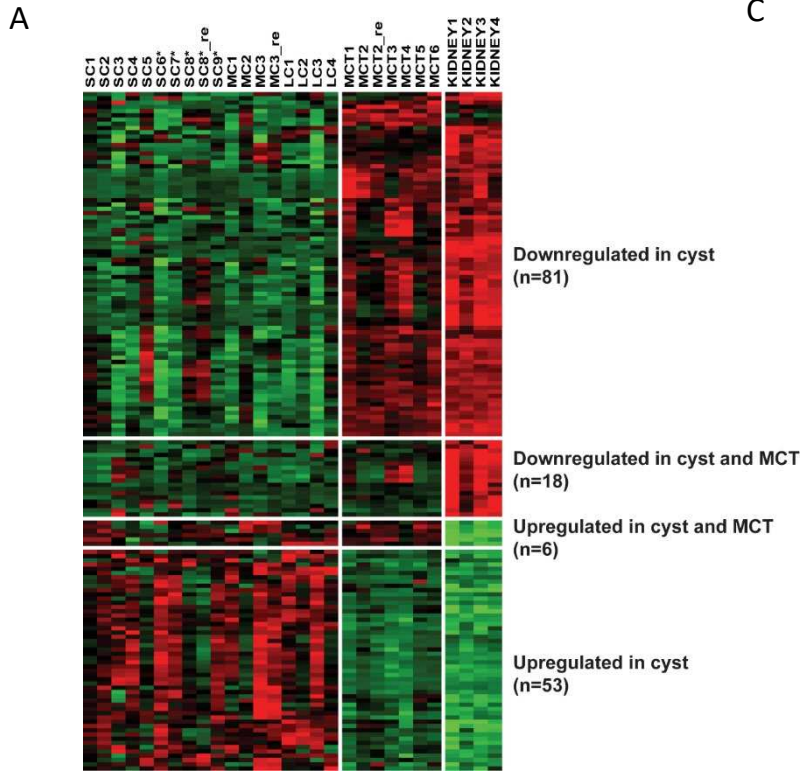 A
C
SC1
SC2
SC3
SC4
SC5
SC6*
SC7*
SC8*
SC8*_re
SC9*
MC1
MC2
MC3
MC3_re
LC1
LC2
LC3
LC4
MCT1
MCT2
MCT2_re
MCT3
MCT4
MCT5
MCT6
KIDNEY1
KIDNEY2
KIDNEY3
KIDNEY4
Downregulated in cyst
(n=81)
Downregulated in cyst and MCT
(n=18)
Upregulated in cyst and MCT
(n=6)
Upregulated in cyst
(n=53)